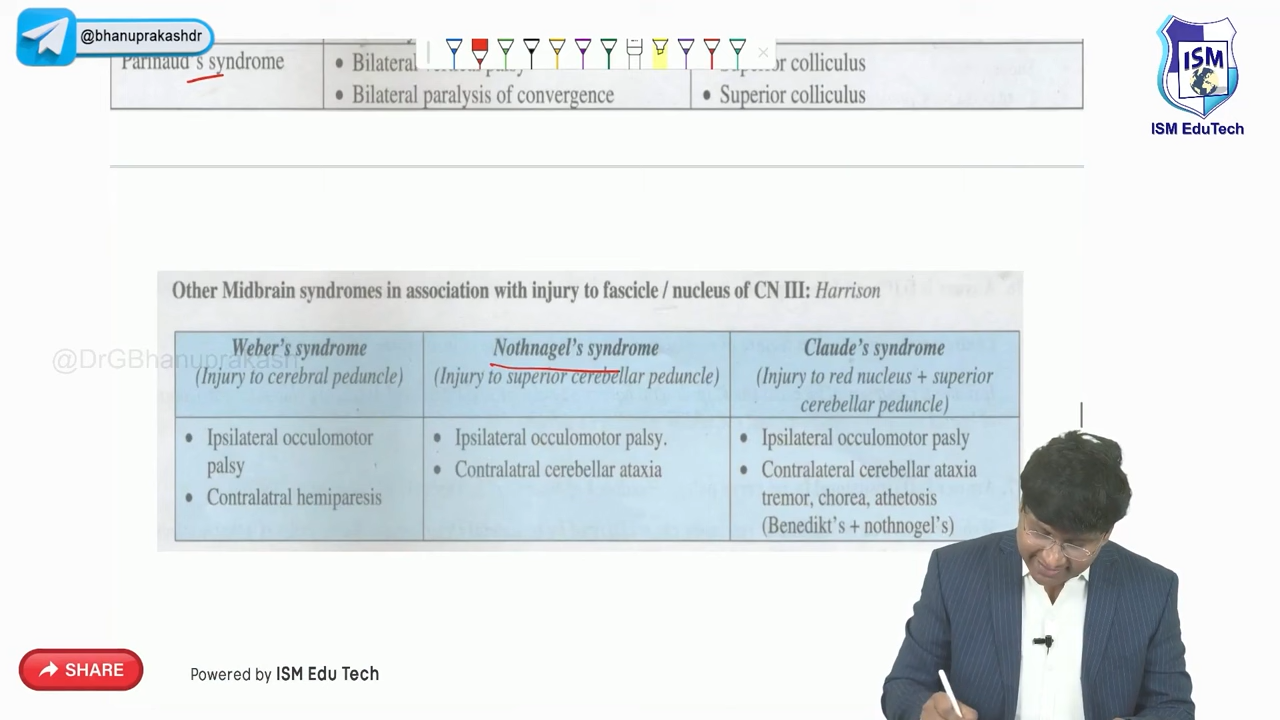 @bhanuprakashdr
ISM
ISM EduTech
Parinaud's syndrome
• Bilateral
colliculus
• Bilateral paralysis of convergence
• Superior colliculus
Other Midbrain syndromes in association with injury to fascicle / nucleus of CN III: Harrison
@DrGBhanuprakash
Weber's syndrome
(Injury to cerebral peduncle)
Nothnagel's syndrome
(Injury to superior cerebellar peduncle)
Claude's syndrome
(Injury to red nucleus + superior
cerebellar peduncle)
• Ipsilateral occulomotor
palsy
• Contralatral hemiparesis
• Ipsilateral occulomotor palsy.
• Contralatral cerebellar ataxia
• Ipsilateral occulomotor pasly
• Contralateral cerebellar ataxia
tremor, chorea, athetosis
(Benedikt's + nothnogel's)
SHARE
Powered by ISM Edu Tech